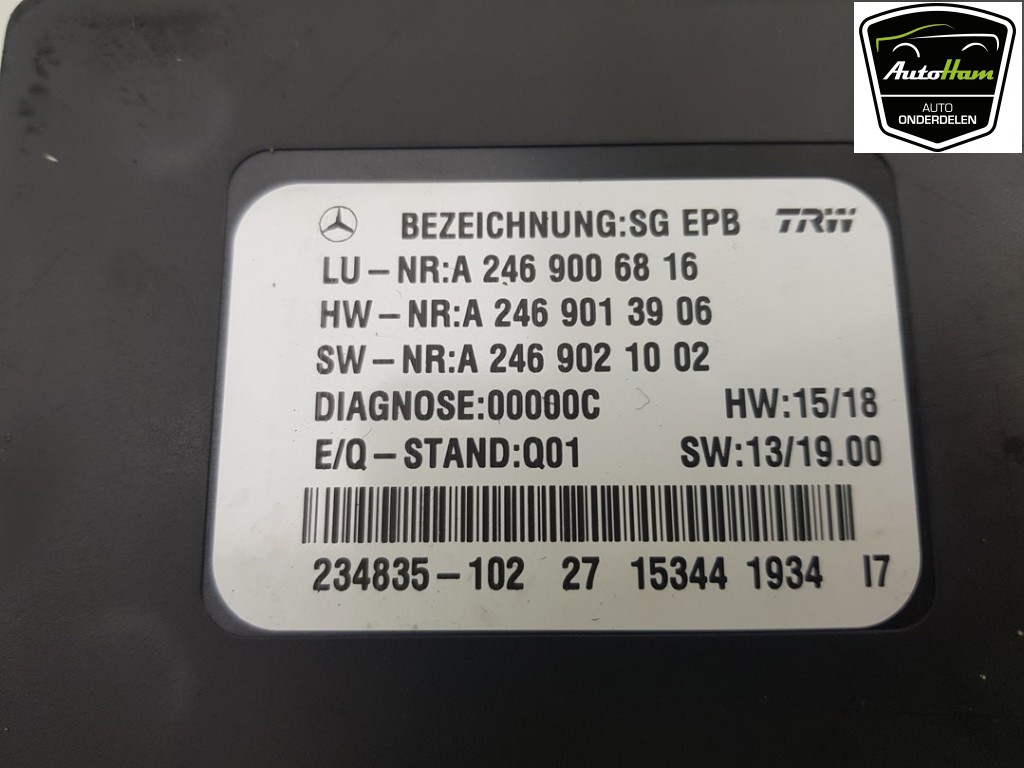 AutoHam
AUTO
ONDERDELEN
BEZEICHNUNG:SG EPB TRW
LU-NR:A 246 900 68 16
HW-NR:A 246 901 39 06
SW-NR:A 246 902 10 02
DIAGNOSE:00000C HW:15/18
E/Q-STAND:Q01 SW:13/19.00
234835-102 27 15344 1934 I7